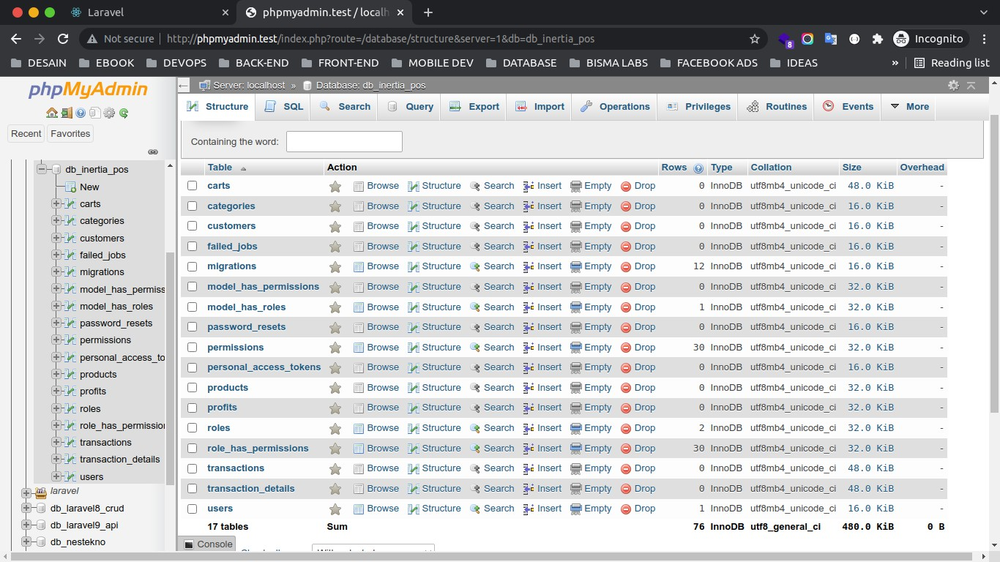 Laravel
phpmyadmin.test / localh
Not secure http://phpmyadmin.test/index.php?route=/database/structure&server=1&db=db_inertia_pos
8
Incognito
DESAIN EBOOK DEVOPS BACK-END FRONT-END MOBILE DEV DATABASE BISMA LABS FACEBOOK ADS IDEAS » Reading list
phpMyAdmin
Recent Favorites
db_inertia_pos
New
carts
categories
customers
failed_jobs
migrations
model_has_permiss
model_has_roles
password_resets
permissions
personal_access_to
products
profits
roles
role_has_permission
transactions
transaction_details
users
laravel
db_laravel8_crud
db_laravel9_api
db_nestekno
Server: localhost » Database: db_inertia_pos
Structure SQL Search Query Export Import Operations Privileges Routines Events More
Containing the word:
Table Action Rows Type Collation Size Overhead
carts Browse Structure Search Insert Empty Drop 0 InnoDB utf8mb4_unicode_ci 48.0 KiB -
categories Browse Structure Search Insert Empty Drop 0 InnoDB utf8mb4_unicode_ci 16.0 KiB -
customers Browse Structure Search Insert Empty Drop 0 InnoDB utf8mb4_unicode_ci 16.0 KiB -
failed_jobs Browse Structure Search Insert Empty Drop 0 InnoDB utf8mb4_unicode_ci 16.0 KiB -
migrations Browse Structure Search Insert Empty Drop 12 InnoDB utf8mb4_unicode_ci 16.0 KiB -
model_has_permissions Browse Structure Search Insert Empty Drop 0 InnoDB utf8mb4_unicode_ci 32.0 KiB -
model_has_roles Browse Structure Search Insert Empty Drop 1 InnoDB utf8mb4_unicode_ci 32.0 KiB -
password_resets Browse Structure Search Insert Empty Drop 0 InnoDB utf8mb4_unicode_ci 16.0 KiB -
permissions Browse Structure Search Insert Empty Drop 30 InnoDB utf8mb4_unicode_ci 32.0 KiB -
personal_access_tokens Browse Structure Search Insert Empty Drop 0 InnoDB utf8mb4_unicode_ci 16.0 KiB -
products Browse Structure Search Insert Empty Drop 0 InnoDB utf8mb4_unicode_ci 32.0 KiB -
profits Browse Structure Search Insert Empty Drop 0 InnoDB utf8mb4_unicode_ci 32.0 KiB -
roles Browse Structure Search Insert Empty Drop 2 InnoDB utf8mb4_unicode_ci 32.0 KiB -
role_has_permissions Browse Structure Search Insert Empty Drop 30 InnoDB utf8mb4_unicode_ci 32.0 KiB -
transactions Browse Structure Search Insert Empty Drop 0 InnoDB utf8mb4_unicode_ci 48.0 KiB -
transaction_details Browse Structure Search Insert Empty Drop 0 InnoDB utf8mb4_unicode_ci 48.0 KiB -
users Browse Structure Search Insert Empty Drop 1 InnoDB utf8mb4_unicode_ci 16.0 KiB -
17 tables Sum 76 InnoDB utf8_general_ci 480.0 KiB 0 B
Console